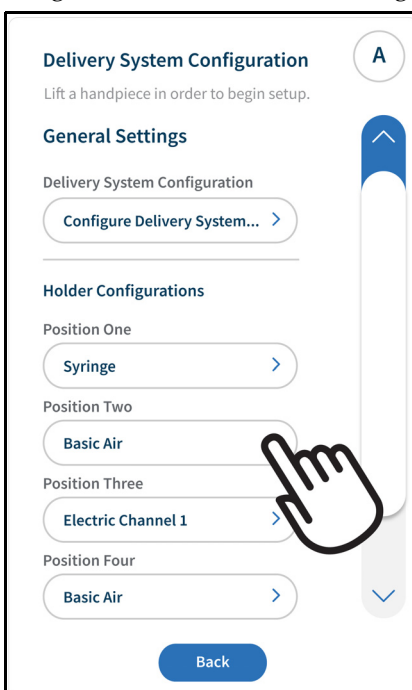 Delivery System Configuration
A
Lift a handpiece in order to begin setup.
General Settings
Delivery System Configuration
Configure Delivery System...
Holder Configurations
Position One
Syringe
Position Two
Basic Air
Position Three
Electric Channel 1
Position Four
Basic Air
Back